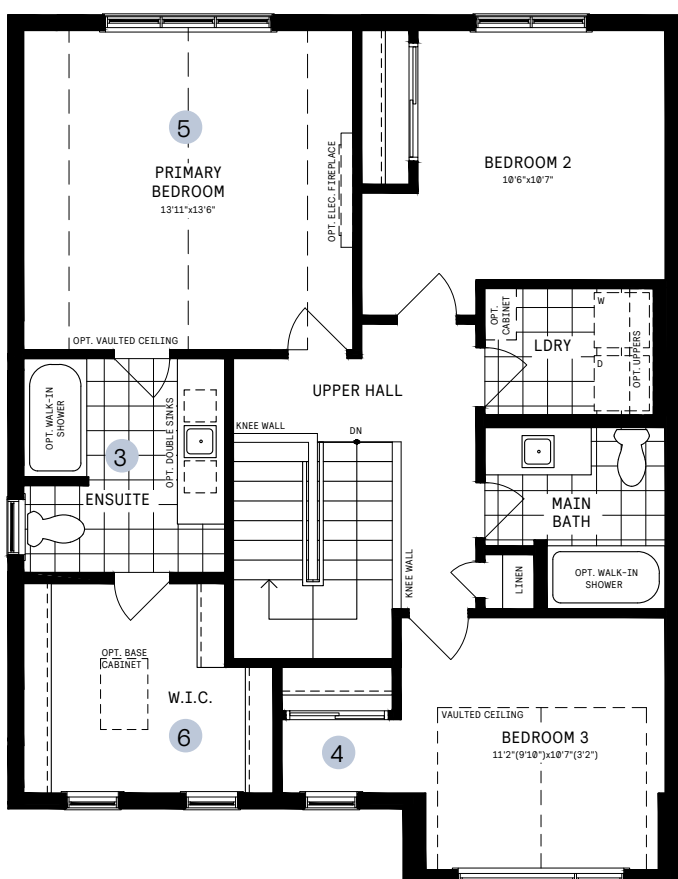 5
PRIMARY
BEDROOM
13'11"x13'6"
OPT. ELEC. FIREPLACE
OPT. VAULTED CEILING
BEDROOM 2
10'6"x10'7"
OPT.
CABINET
W
LDRY
D
OPT. UPPERS
UPPER HALL
KNEE WALL
DN
OPT. WALK-IN
SHOWER
3
OPT. DOUBLE SINKS
ENSUITE
MAIN
BATH
KNEE WALL
LINEN
OPT. WALK-IN
SHOWER
OPT. BASE
CABINET
W.I.C.
6
4
VAULTED CEILING
BEDROOM 3
11'2"(9'10")x10'7"(3'2")